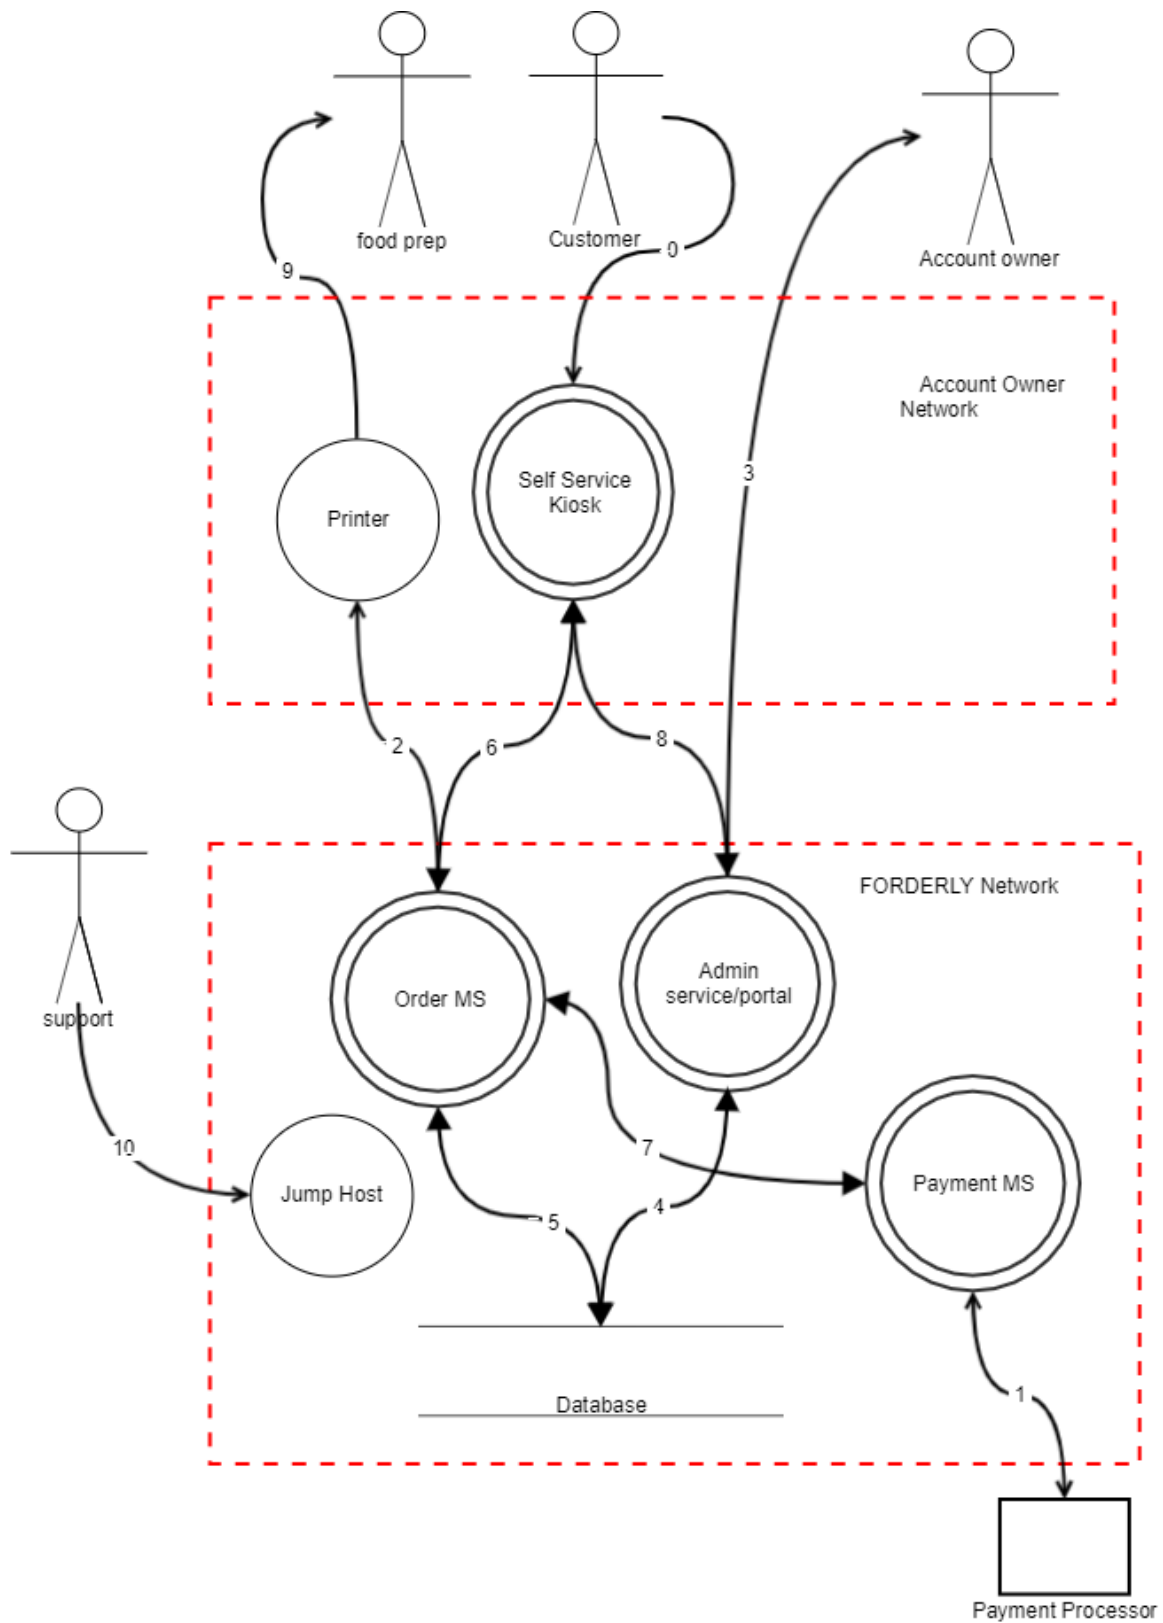 food prep
Customer
Account owner
0
9
Account Owner
Network
3
Self Service
Kiosk
Printer
2
6
8
FORDERLY Network
support
Order MS
Admin
service/portal
10
Jump Host
7
Payment MS
5
4
1
Database
Payment Processor